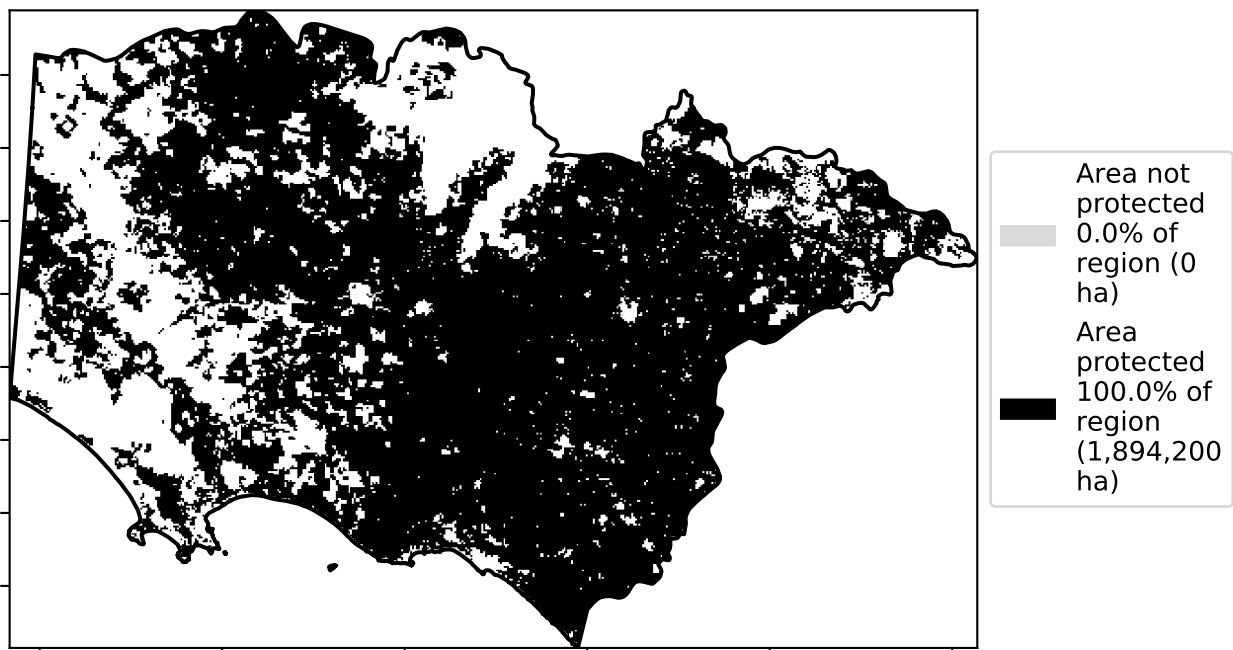 Area not
protected
0.0% of
region (0
ha)
Area
protected
100.0% of
region
(1,894,200
ha)